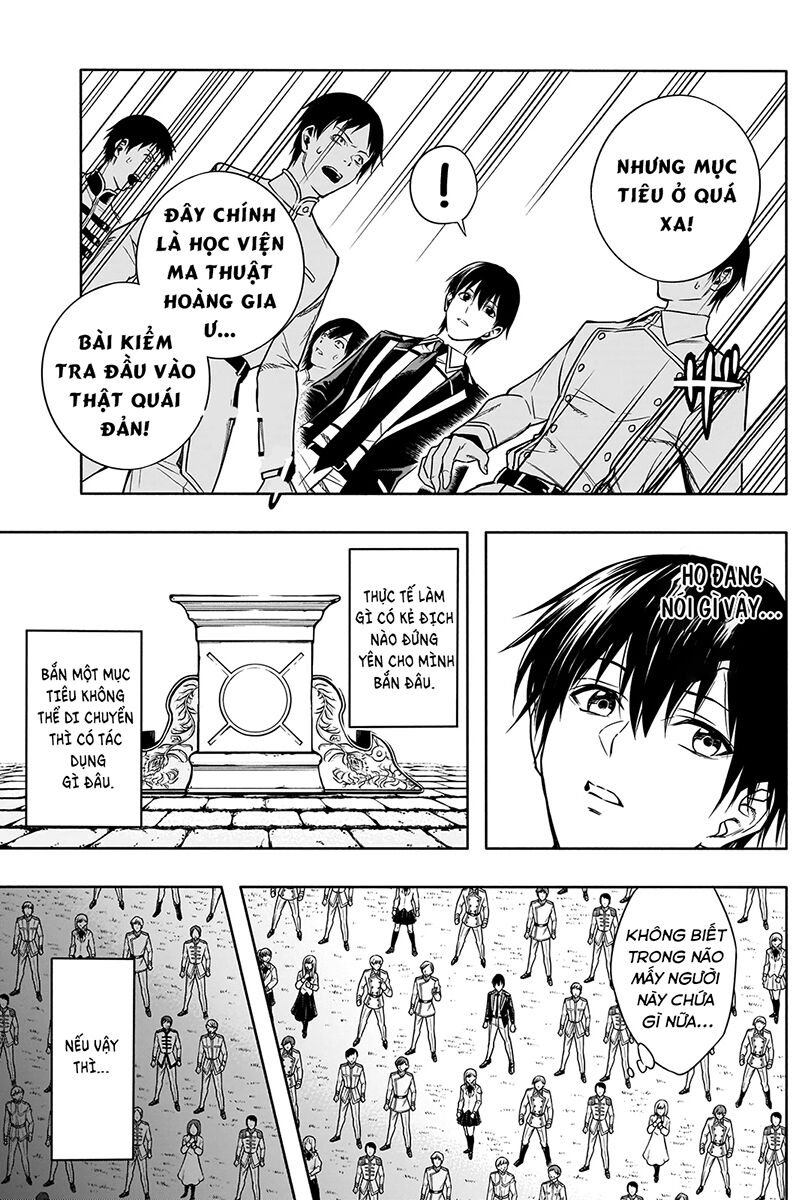 NHƯNG MỤC
TIÊU Ở QUÁ
XA!
!
ĐÂY CHÍNH
LÀ HỌC VIỆN
MA THUẬT
HOÀNG GIA
Ư...
BÀI KIỂM
TRA ĐẦU VÀO
THẬT QUÁI
ĐẢN!
HỌ ĐANG
NÓI GÌ VẬY...
THỰC TẾ LÀM
GÌ CÓ KẺ ĐỊCH
NÀO ĐỨNG
YÊN CHO MÌNH
BẮN ĐÂU.
BẮN MỘT MỤC
TIÊU KHÔNG
THỂ DI CHUYỂN
THÌ CÓ TÁC
DỤNG
GÌ ĐÂU.
KHÔNG BIẾT
TRONG NÃO
MẤY NGƯỜI
NÀY CHỨA
GÌ NỮA...
NẾU VẬY
THÌ...